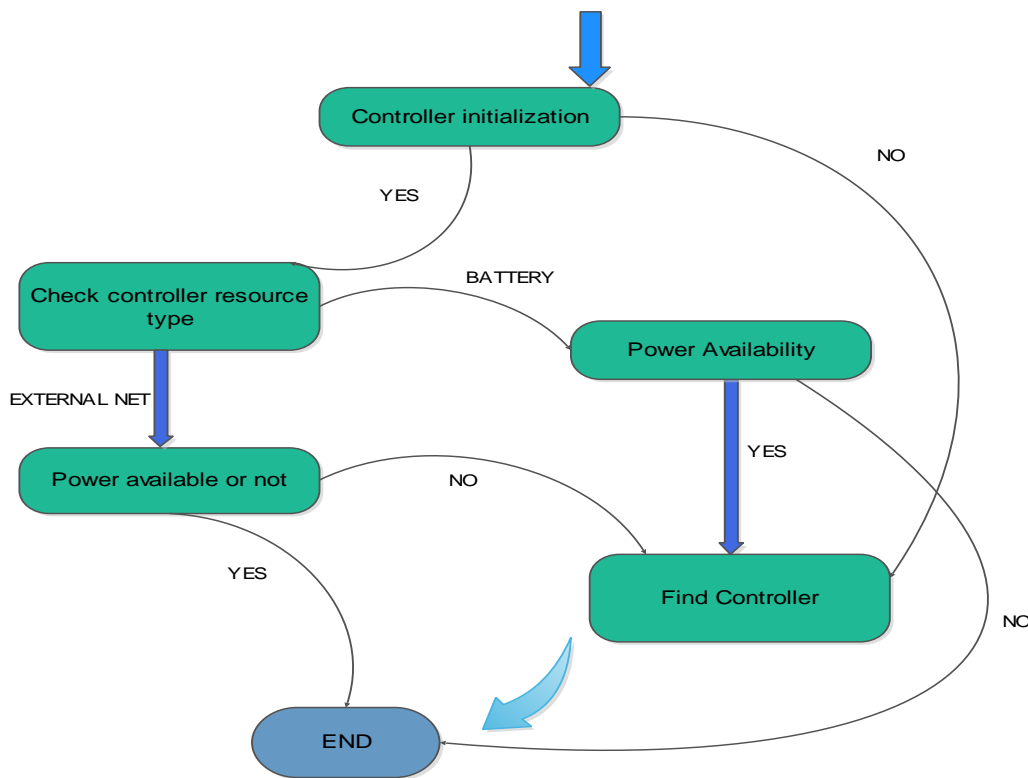 Controller initialization
NO
YES
BATTERY
Check controller resource
type
Power Availability
EXTERNAL NET
YES
Power available or not
NO
YES
Find Controller
NO
END